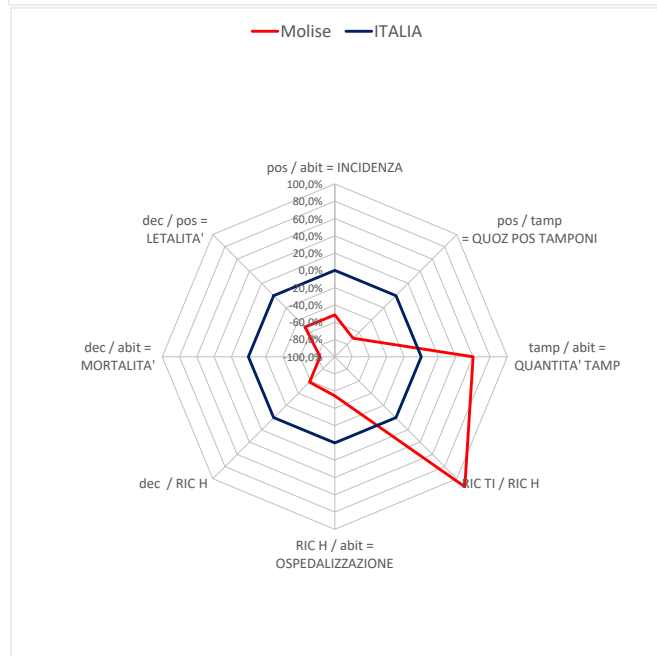 Molise ITALIA
pos / abit = INCIDENZA
100,0%
80,0%
60,0%
40,0%
20,0%
0,0%
-20,0%
-40,0%
-60,0%
-80,0%
-100,0%
pos / tamp
= QUOZ POS TAMPONI
tamp / abit =
QUANTITA' TAMP
RIC TI / RIC H
RIC H / abit =
OSPEDALIZZAZIONE
dec / RIC H
dec / abit =
MORTALITA'
dec / pos =
LETALITA'